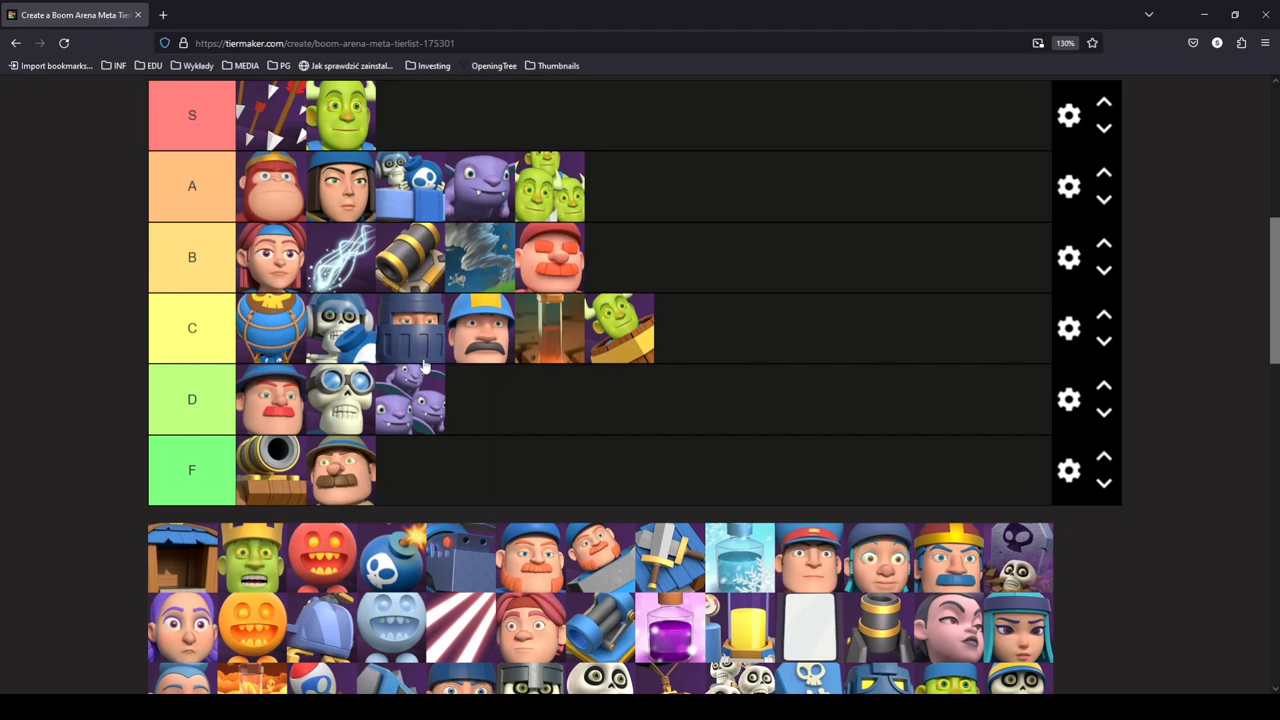 Create a Boom Arena Meta Tier
https://tiermaker.com/create/boom-arena-meta-tierlist-175301
130%
S
Import bookmarks...
INF
EDU
Wykłady
MEDIA
PG
Jak sprawdzić zainstal...
Investing
OpeningTree
Thumbnails
S
A
B
C
D
F